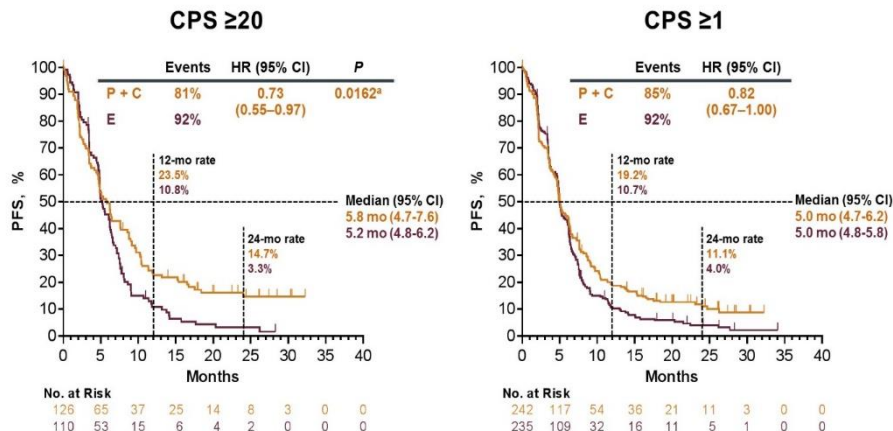 CPS ≥20
Events HR (95% CI) P
P + C 81% 0.73 0.0162ª
(0.55–0.97)
E 92%
100
90
80
70
60
50
40
30
20
10
0
PFS, %
12-mo rate
23.5%
10.8%
24-mo rate
14.7%
3.3%
Median (95% CI)
5.8 mo (4.7-7.6)
5.2 mo (4.8-6.2)
0 5 10 15 20 25 30 35 40
Months
No. at Risk
126 65 37 25 14 8 3 0 0
110 53 15 6 4 2 0 0 0
CPS ≥1
Events HR (95% CI)
P + C 85% 0.82
(0.67–1.00)
E 92%
100
90
80
70
60
50
40
30
20
10
0
PFS, %
12-mo rate
19.2%
10.7%
24-mo rate
11.1%
4.0%
Median (95% CI)
5.0 mo (4.7-6.2)
5.0 mo (4.8-5.8)
0 5 10 15 20 25 30 35 40
Months
No. at Risk
242 117 54 36 21 11 3 0 0
235 109 32 16 11 5 1 0 0